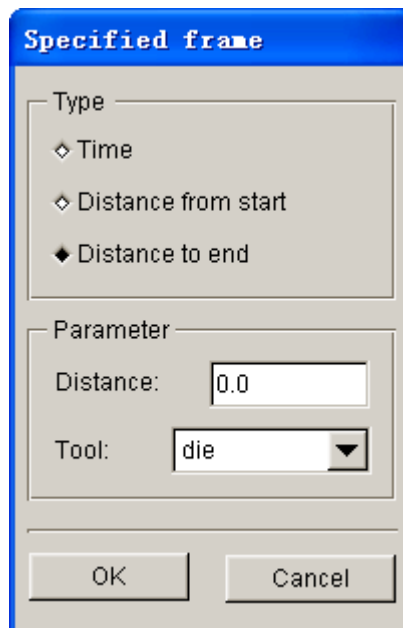 Specified frame
Type
Time
Distance from start
Distance to end
Parameter
Distance: 0.0
Tool: die
OK Cancel